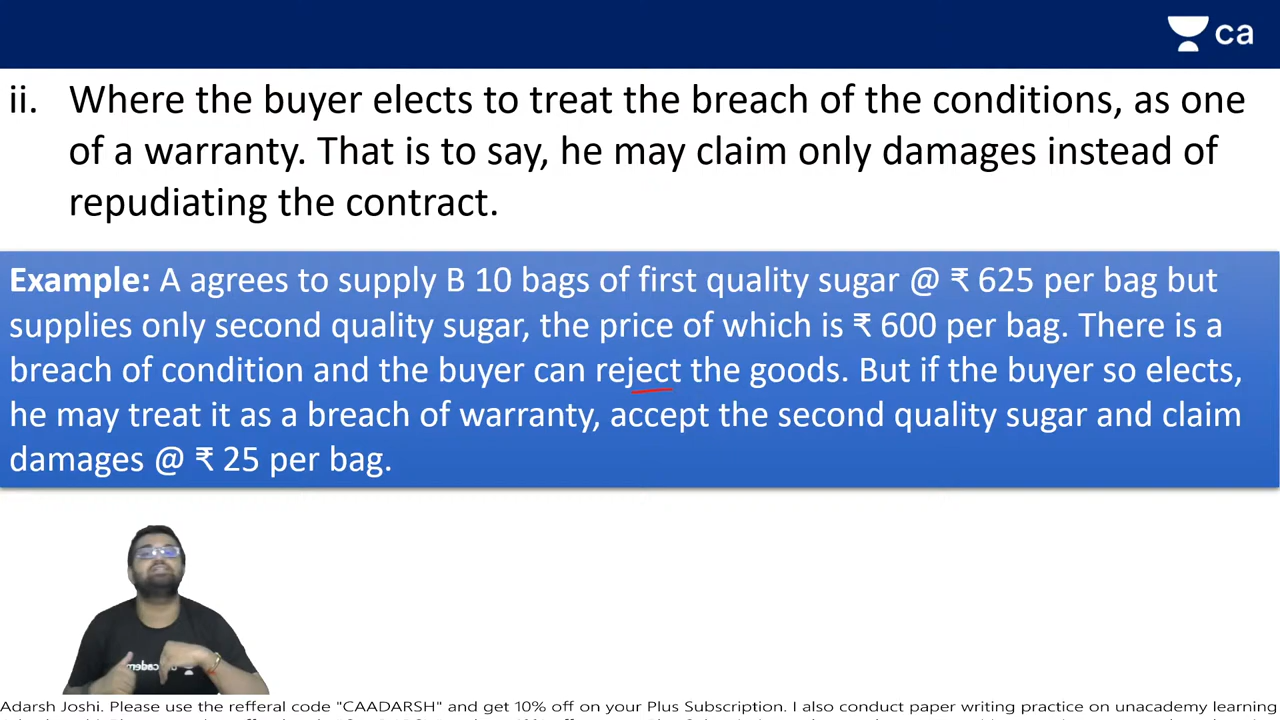 ca
ii. Where the buyer elects to treat the breach of the conditions, as one
of a warranty. That is to say, he may claim only damages instead of
repudiating the contract.
Example: A agrees to supply B 10 bags of first quality sugar @ ₹ 625 per bag but
supplies only second quality sugar, the price of which is ₹ 600 per bag. There is a
breach of condition and the buyer can reject the goods. But if the buyer so elects,
he may treat it as a breach of warranty, accept the second quality sugar and claim
damages @ ₹ 25 per bag.
Adarsh Joshi. Please use the refferal code "CAADARSH" and get 10% off on your Plus Subscription. I also conduct paper writing practice on unacademy learning